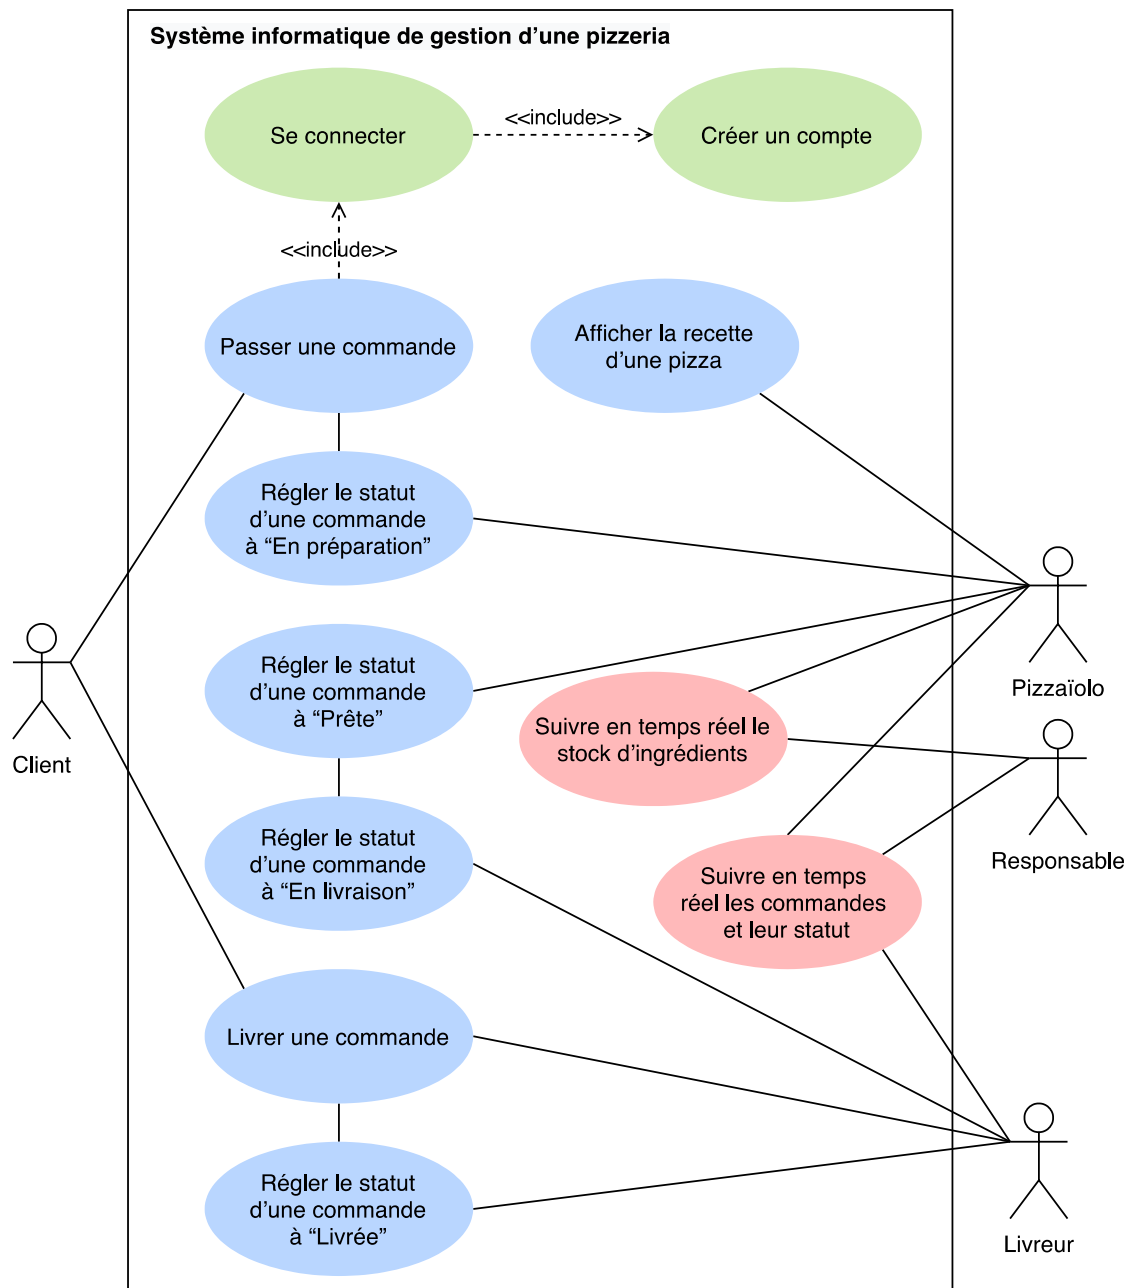 Système informatique de gestion d’une pizzeria
Se connecter
<<include>>
Créer un compte
<<include>>
Passer une commande
Afficher la recette
d’une pizza
Régler le statut
d’une commande
à “En préparation”
Régler le statut
d’une commande
à “Prête”
Suivre en temps réel le
stock d’ingrédients
Pizzaïolo
Client
Régler le statut
d’une commande
à “En livraison”
Suivre en temps
réel les commandes
et leur statut
Responsable
Livrer une commande
Régler le statut
d’une commande
à “Livrée”
Livreur